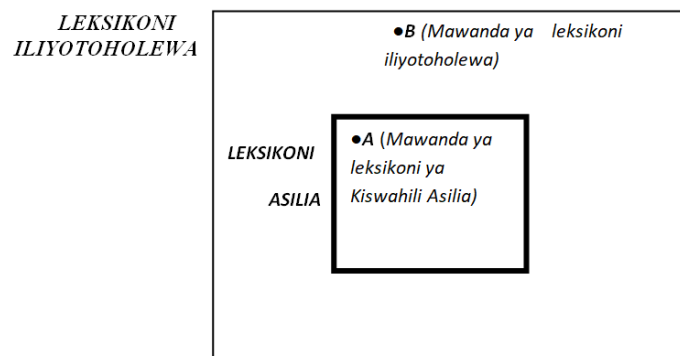 LEKSIKONI
ILIYOTOHOLEWA
●B (Mawanda ya leksikoni
iliyotoholewa)
LEKSIKONI
ASILIA
●A (Mawanda ya
leksikoni ya
Kiswahili Asilia)